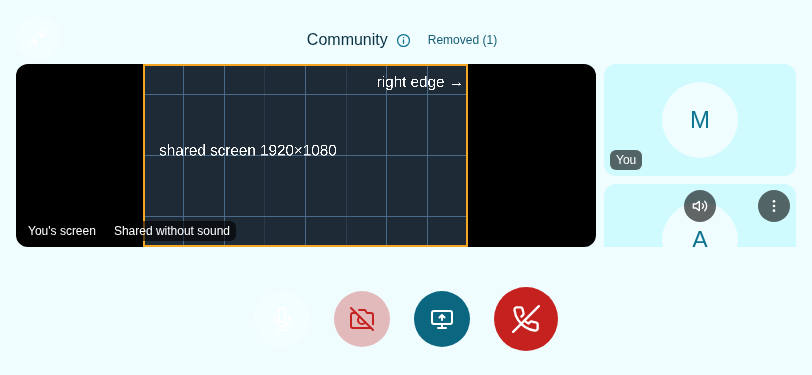 Community
Removed (1)
right edge →
shared screen 1920×1080
You's screen
Shared without sound
M
You
A